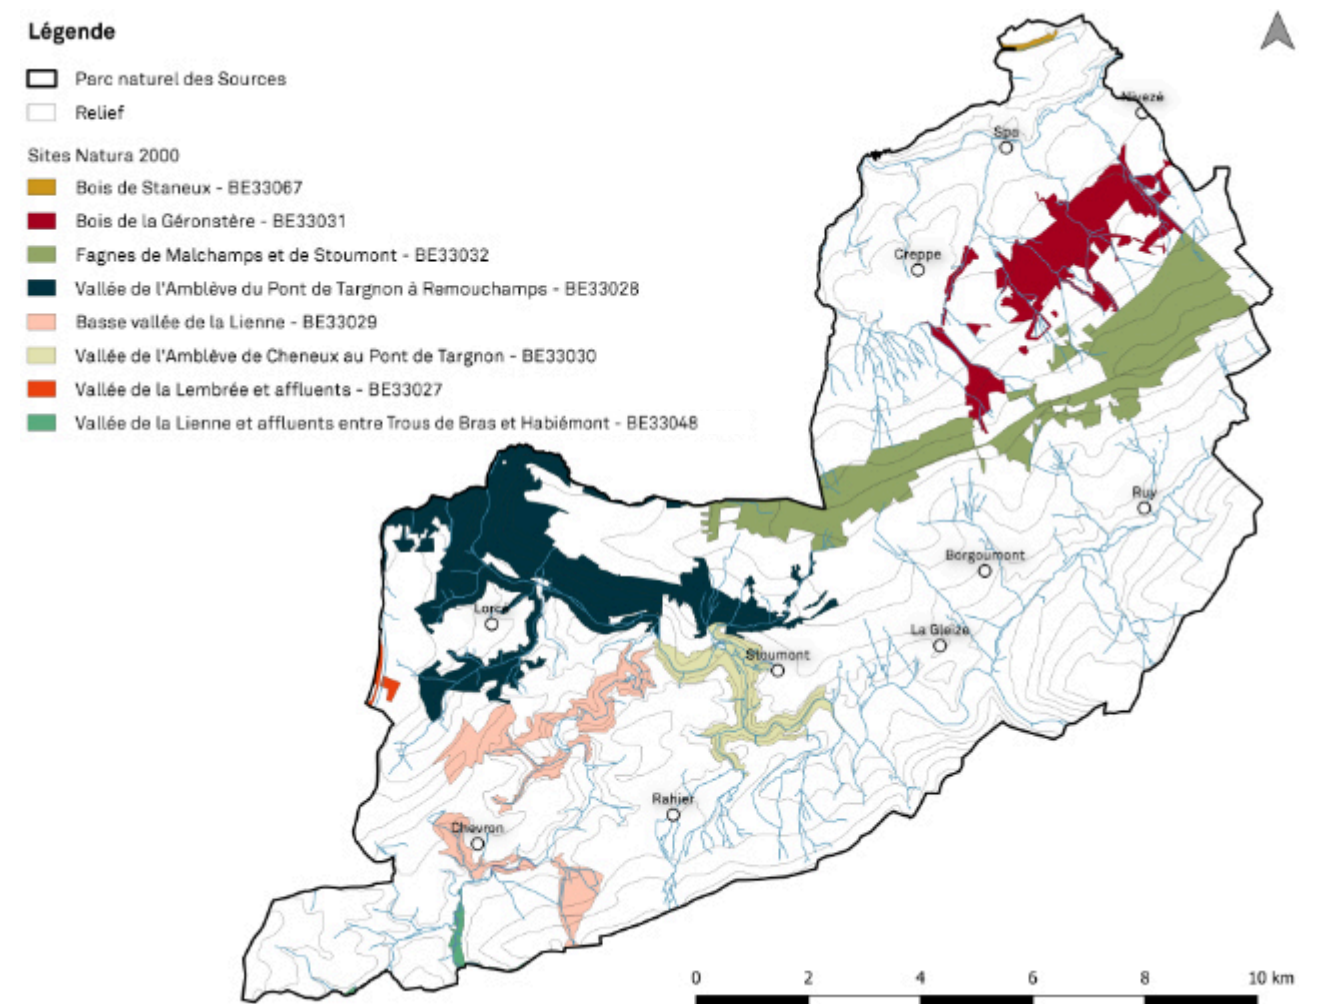 Légende
Parc naturel des Sources
Relief
Sites Natura 2000
Bois de Staneux - BE33067
Bois de la Géronstère - BE33031
Fagnes de Malchamps et de Stoumont - BE33032
Vallée de l'Amblève du Pont de Targnon à Remouchamps - BE33028
Basse vallée de la Lienne - BE33029
Vallée de l'Amblève de Cheneux au Pont de Targnon - BE33030
Vallée de la Lembrée et affluents - BE33027
Vallée de la Lienne et affluents entre Trous de Bras et Habiémont - BE33048
Nivezé
Spa
Creppe
Ruy
Borgoumont
Lorcé
La Gleize
Stoumont
Rahier
Chevron
0 2 4 6 8 10 km